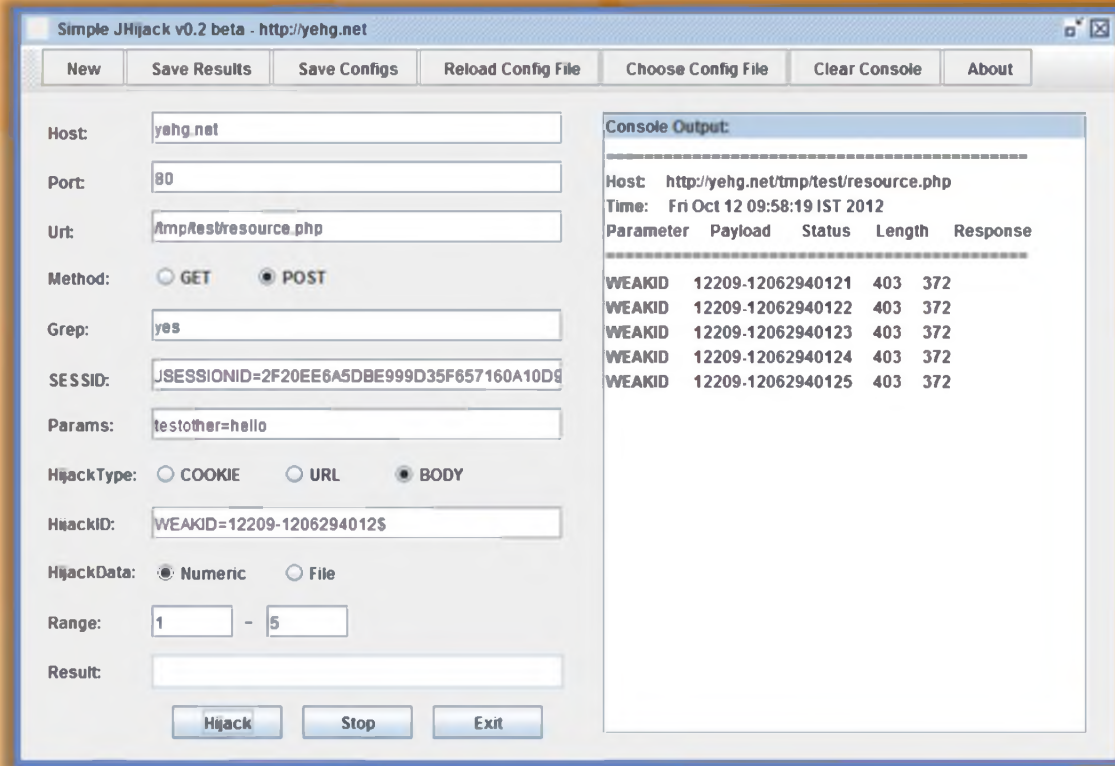 Simple JHijack v0.2 beta - http://yehg.net
New Save Results Save Configs Reload Config File Choose Config File Clear Console About
Host: yehg.net
Port: 80
Url: /tmp/test/resource.php
Method: GET POST
Grep: yes
SESSID: JSESSIONID=2F20EE6A5DBE999D35F657160A10D9
Params: testother=hello
HijackType: COOKIE URL BODY
HijackID: WEAKID=12209-1206294012$
HijackData: Numeric File
Range: 1 - 5
Result:
Hijack Stop Exit
Console Output:
==============================================
Host: http://yehg.net/tmp/test/resource.php
Time: Fri Oct 12 09:58:19 IST 2012
Parameter Payload Status Length Response
==============================================
WEAKID 12209-12062940121 403 372
WEAKID 12209-12062940122 403 372
WEAKID 12209-12062940123 403 372
WEAKID 12209-12062940124 403 372
WEAKID 12209-12062940125 403 372